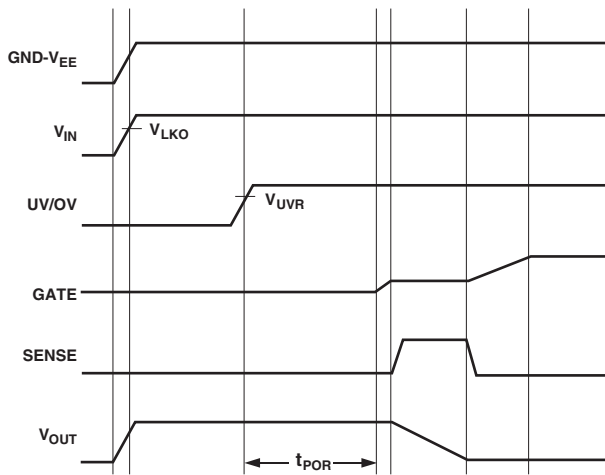 GND-VEE
VIN
VLKO
UV/OV
VUVR
GATE
SENSE
VOUT
tPOR